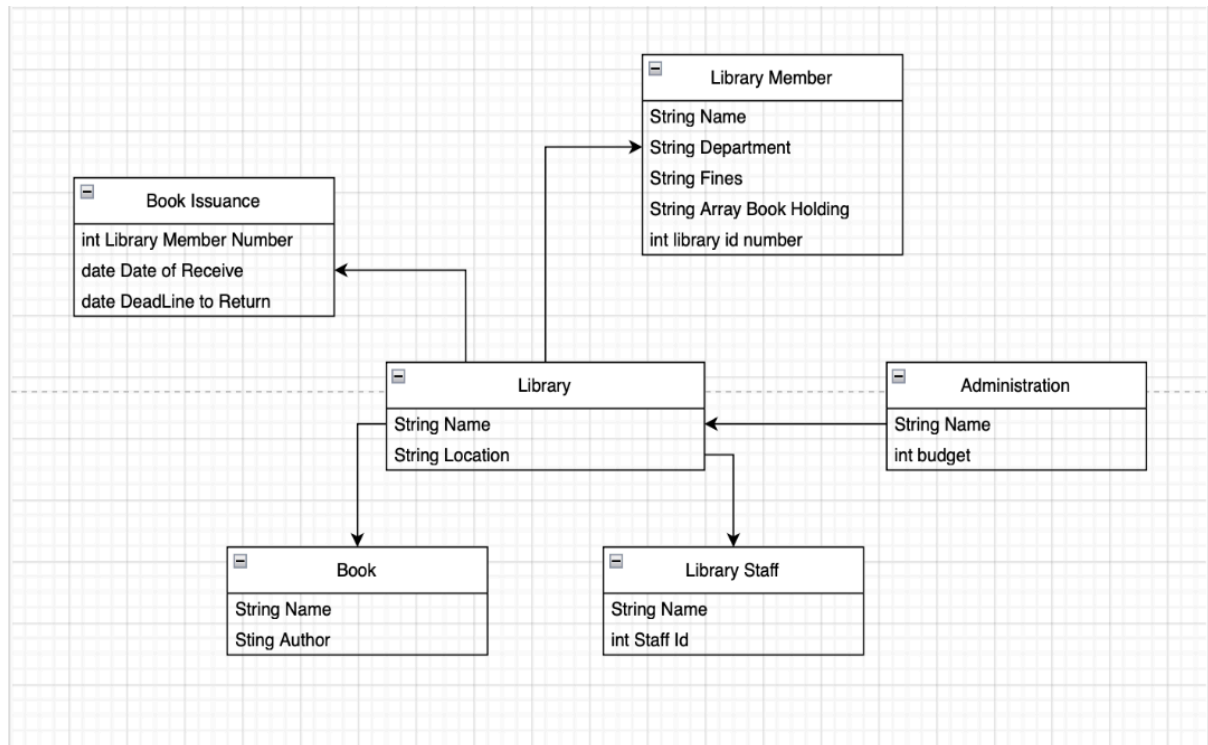 Library Member
String Name
String Department
String Fines
String Array Book Holding
int library id number
Book Issuance
int Library Member Number
date Date of Receive
date DeadLine to Return
Library
String Name
String Location
Administration
String Name
int budget
Book
String Name
Sting Author
Library Staff
String Name
int Staff Id